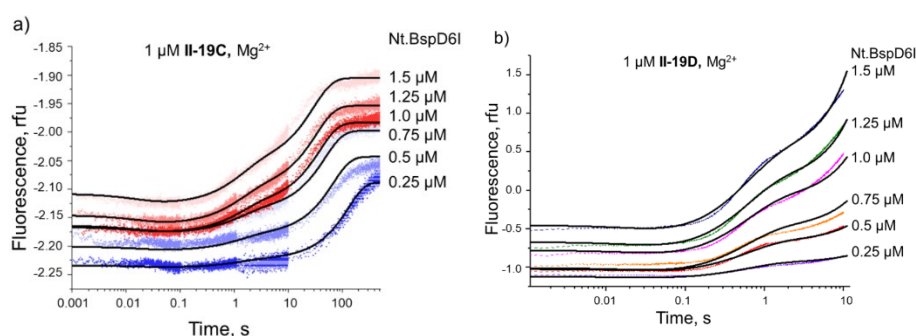 a)
1 µM II-19C, Mg²⁺
Nt.BspD6I
Fluorescence, rfu
-1.85
-1.90
-1.95
-2.00
-2.05
-2.10
-2.15
-2.20
-2.25
1.5 µM
1.25 µM
1.0 µM
0.75 µM
0.5 µM
0.25 µM
0.001 0.01 0.1 1 10 100
Time, s
b)
1 µM II-19D, Mg²⁺
Nt.BspD6I
Fluorescence, rfu
1.5
1.0
0.5
0.0
-0.5
-1.0
1.5 µM
1.25 µM
1.0 µM
0.75 µM
0.5 µM
0.25 µM
0.01 0.1 1 10
Time, s